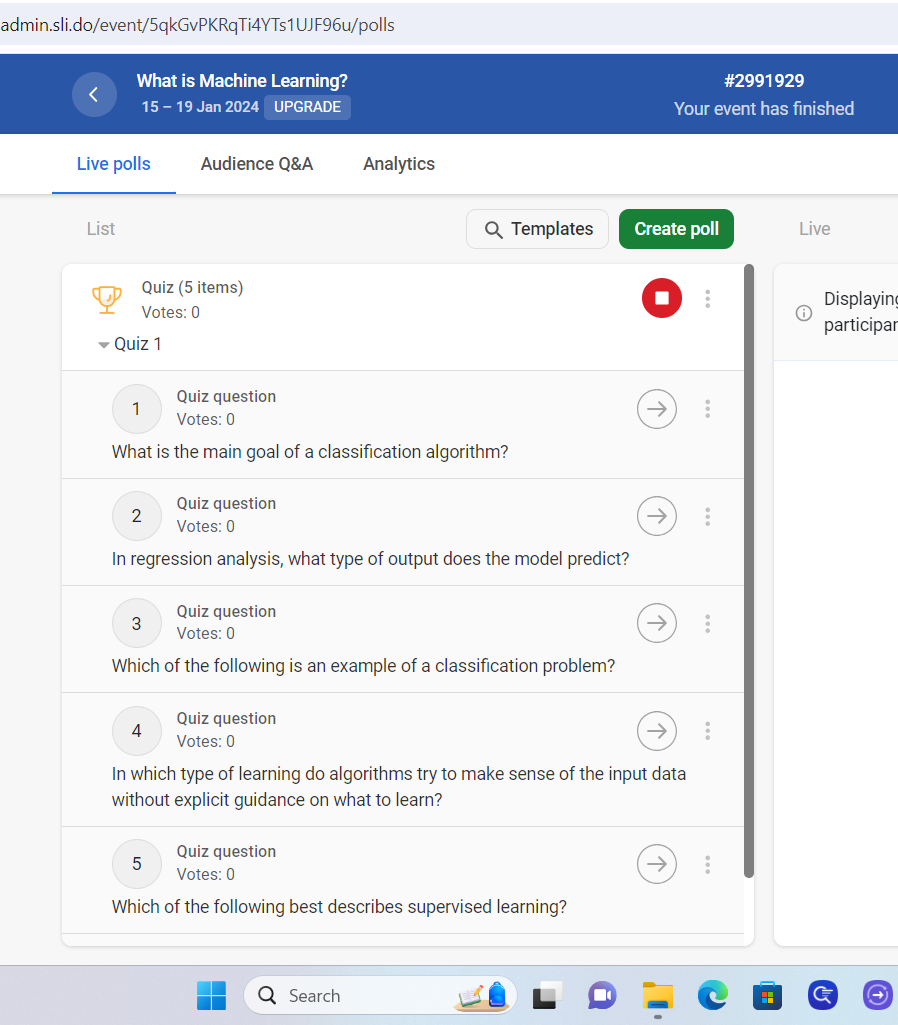 admin.sli.do/event/5qkGvPKRqTi4YTs1UJF96u/polls
What is Machine Learning?
15 – 19 Jan 2024 UPGRADE
#2991929
Your event has finished
Live polls Audience Q&A Analytics
List Templates Create poll Live
Quiz (5 items)
Votes: 0
Quiz 1
Displaying
participan
1
Quiz question
Votes: 0
What is the main goal of a classification algorithm?
2
Quiz question
Votes: 0
In regression analysis, what type of output does the model predict?
3
Quiz question
Votes: 0
Which of the following is an example of a classification problem?
4
Quiz question
Votes: 0
In which type of learning do algorithms try to make sense of the input data
without explicit guidance on what to learn?
5
Quiz question
Votes: 0
Which of the following best describes supervised learning?
Search